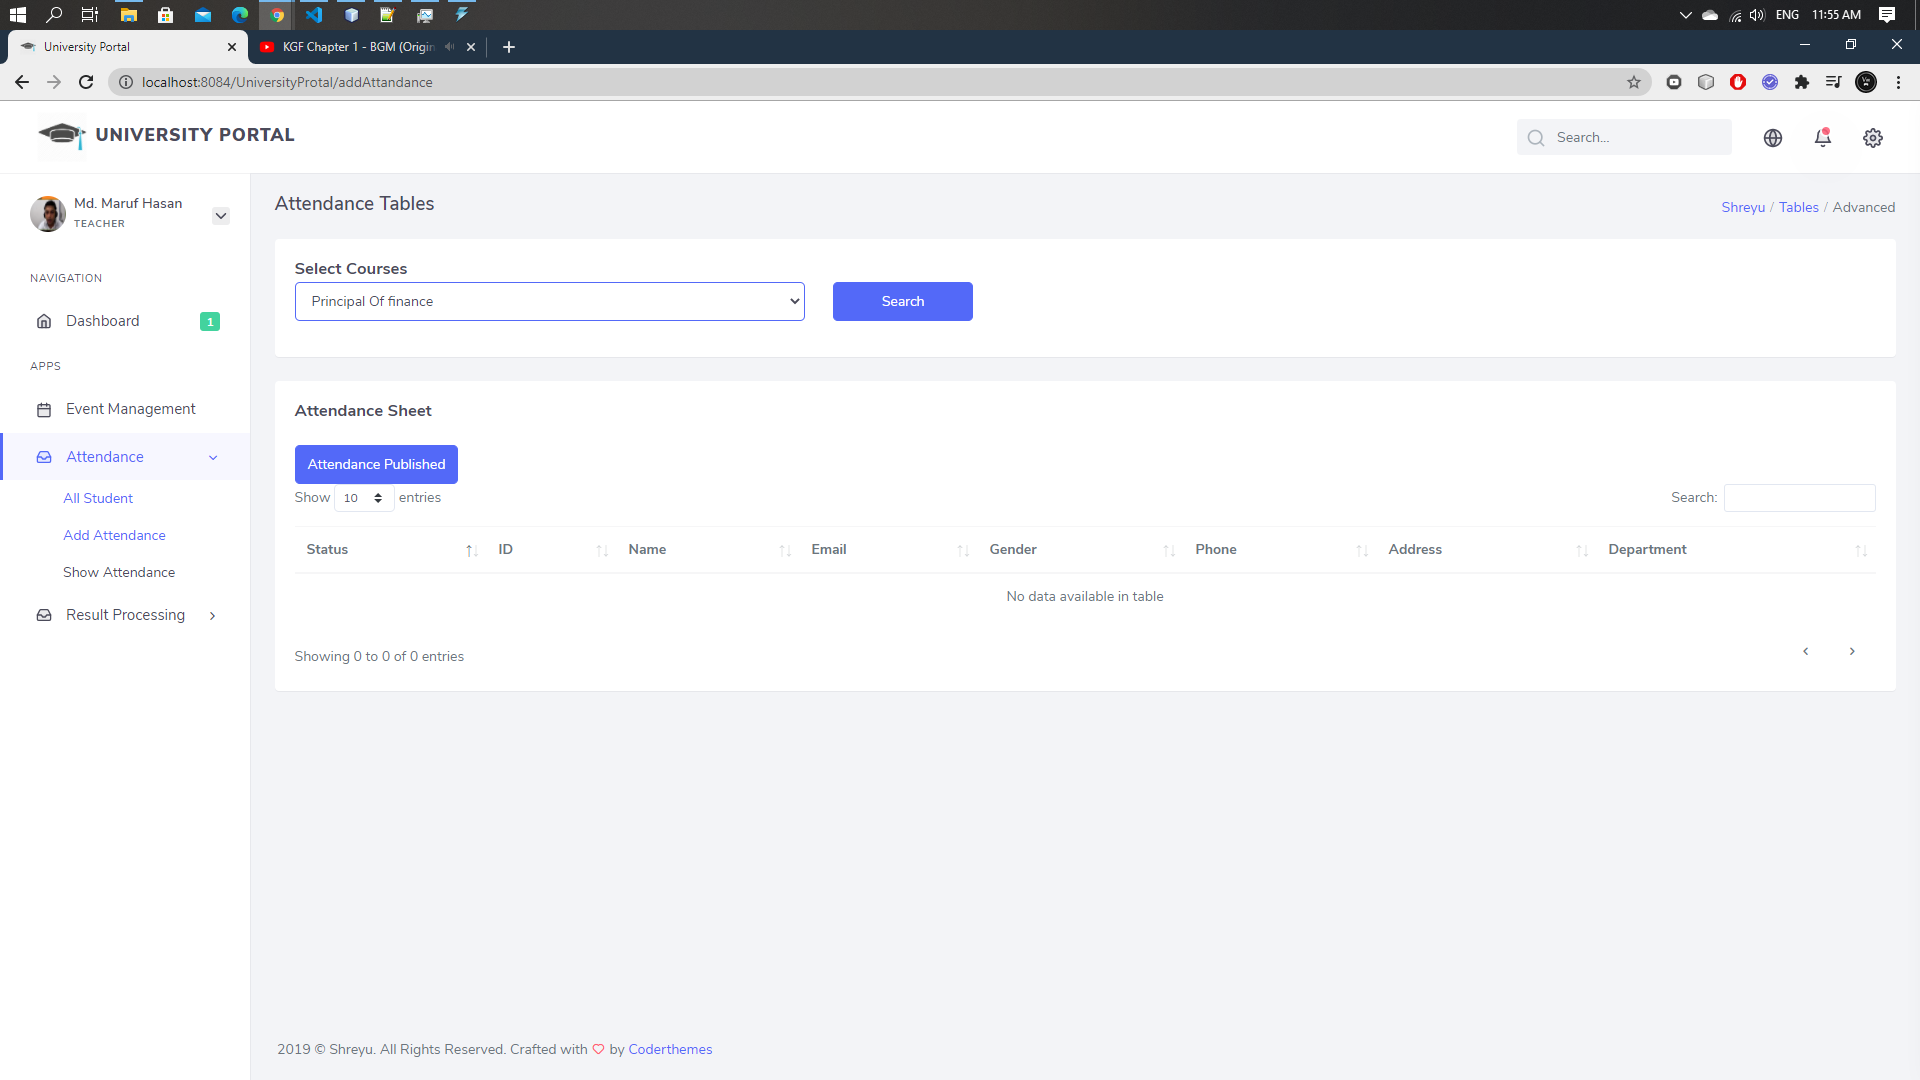 ENG 11:55 AM
University Portal
KGF Chapter 1 - BGM (Origin
localhost:8084/UniversityProtal/addAttandance
UNIVERSITY PORTAL
Search...
Md. Maruf Hasan
TEACHER
Attendance Tables
Shreyu / Tables / Advanced
NAVIGATION
Dashboard 1
APPS
Event Management
Attendance
All Student
Add Attendance
Show Attendance
Result Processing
Select Courses
Principal Of finance
Search
Attendance Sheet
Attendance Published
Show 10 entries
Search:
Status ID Name Email Gender Phone Address Department
No data available in table
Showing 0 to 0 of 0 entries
2019 © Shreyu. All Rights Reserved. Crafted with by Coderthemes